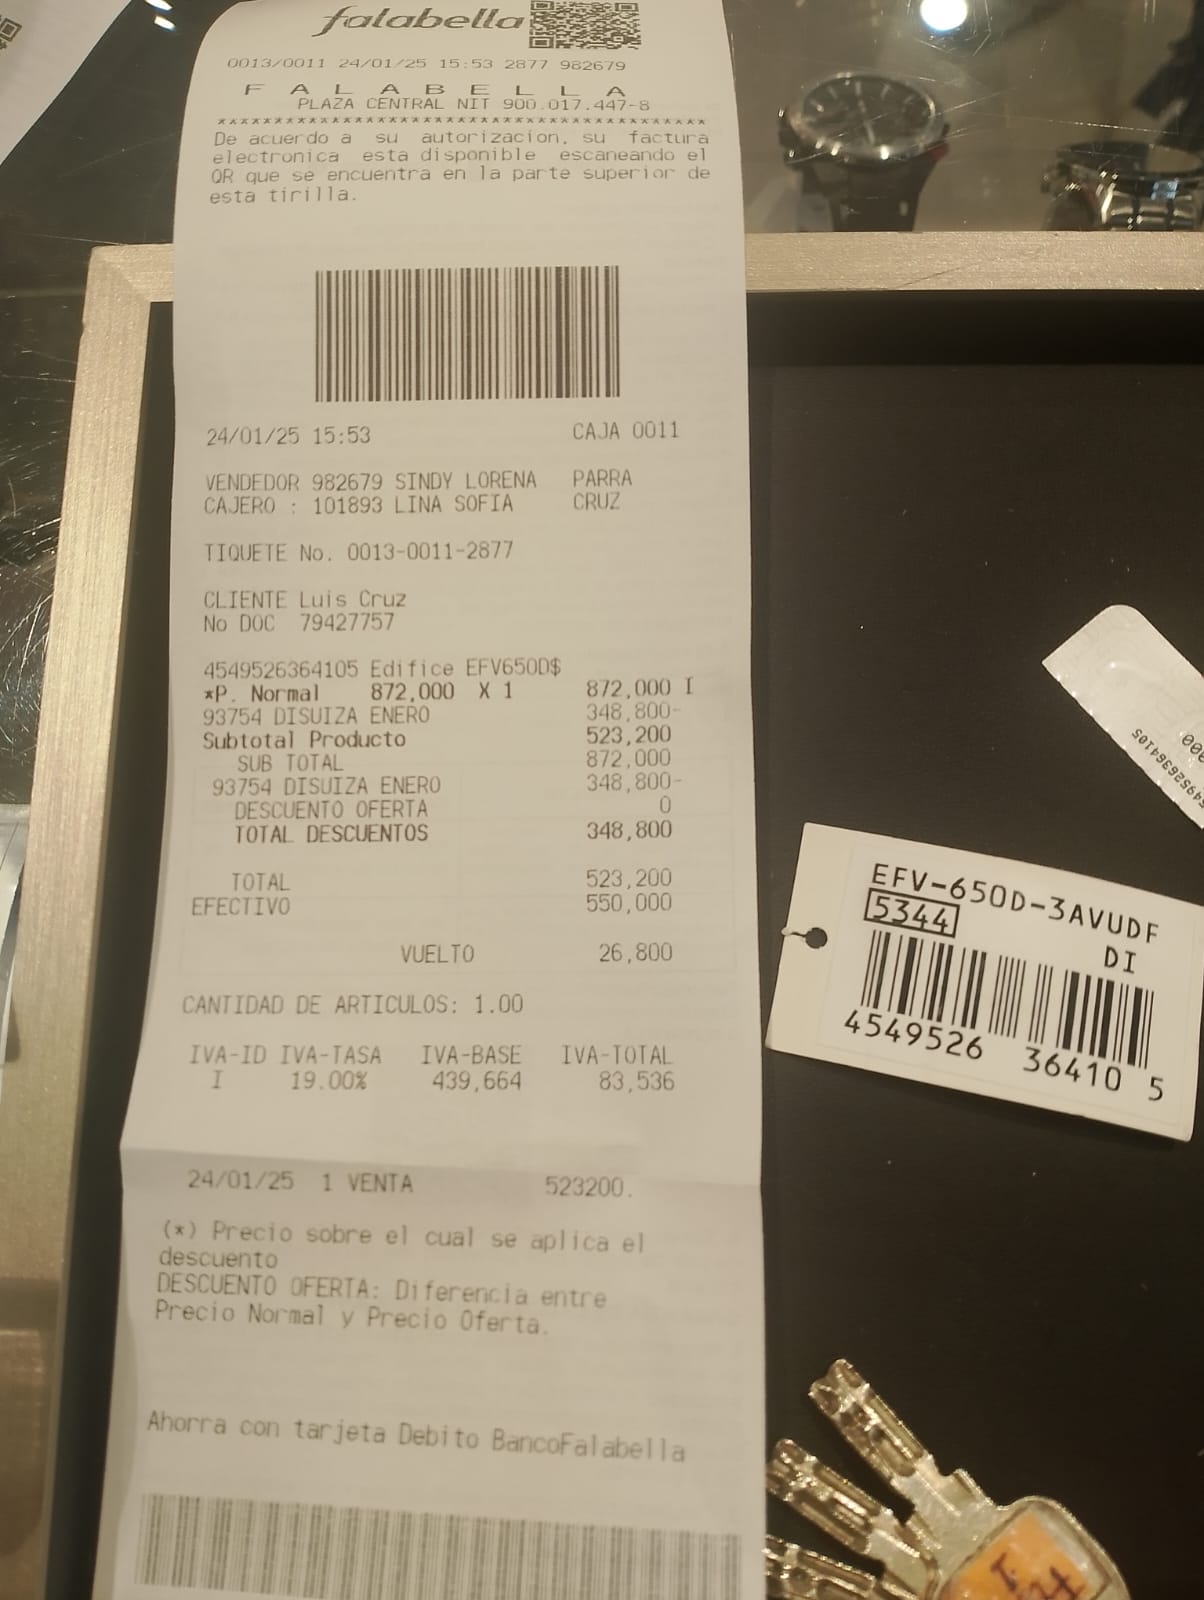 falabella
0013/0011 24/01/25 15:53 2877 982679
F A L A B E L L A
PLAZA CENTRAL NIT 900.017.447-8
******************************************
De acuerdo a su autorizacion, su factura
electronica esta disponible escaneando el
QR que se encuentra en la parte superior de
esta tirilla.
24/01/25 15:53 CAJA 0011
VENDEDOR 982679 SINDY LORENA PARRA
CAJERO : 101893 LINA SOFIA CRUZ
TIQUETE No. 0013-0011-2877
CLIENTE Luis Cruz
No DOC 79427757
4549526364105 Edifice EFV650D$
*P. Normal 872,000 X 1 872,000 I
93754 DISUIZA ENERO 348,800-
Subtotal Producto 523,200
SUB TOTAL 872,000
93754 DISUIZA ENERO 348,800-
DESCUENTO OFERTA 0
TOTAL DESCUENTOS 348,800
TOTAL 523,200
EFECTIVO 550,000
VUELTO 26,800
CANTIDAD DE ARTICULOS: 1.00
IVA-ID IVA-TASA IVA-BASE IVA-TOTAL
I 19.00% 439,664 83,536
24/01/25 1 VENTA 523200.
(*) Precio sobre el cual se aplica el
descuento
DESCUENTO OFERTA: Diferencia entre
Precio Normal y Precio Oferta.
Ahorra con tarjeta Debito BancoFalabella
EFV-650D-3AVUDF
5344 DI
4549526 36410 5